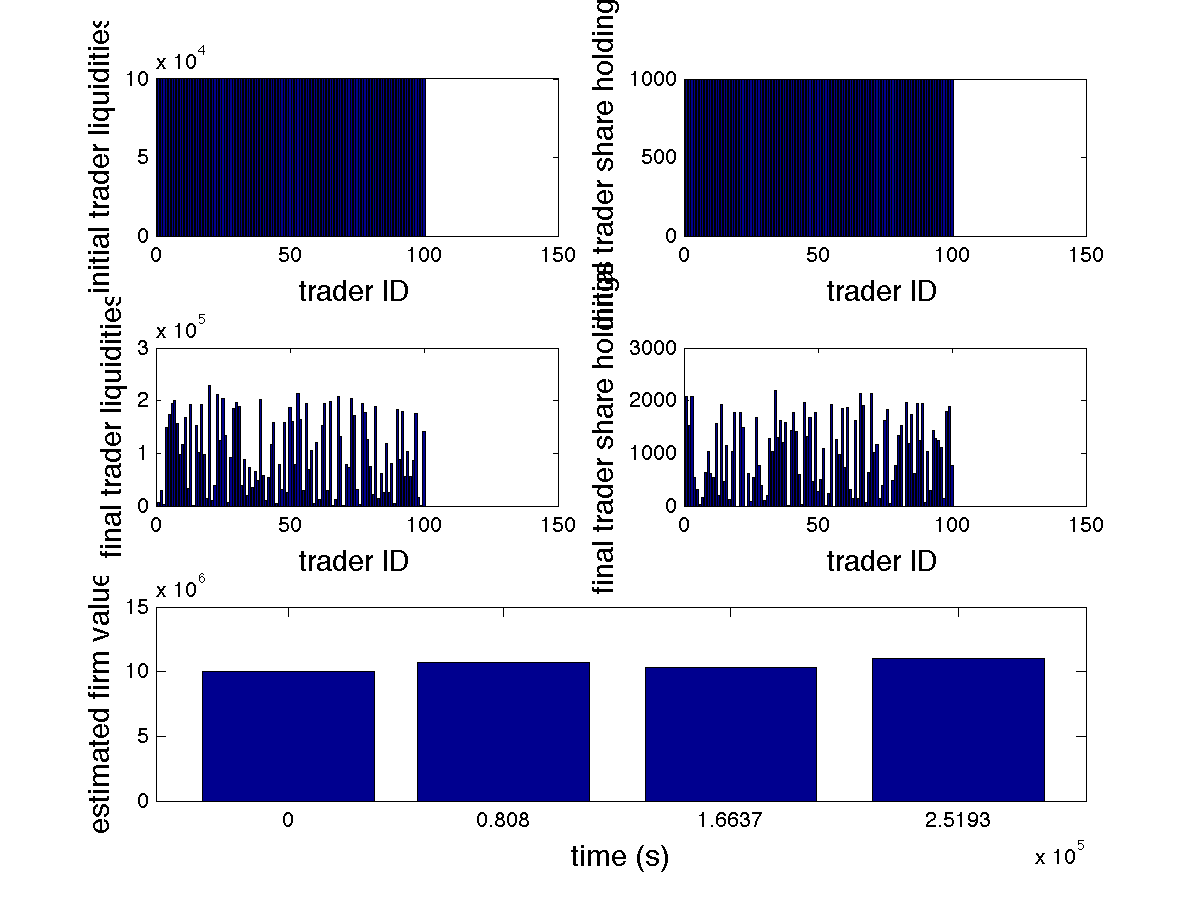 initial trader liquidities
x 10^4
10
5
0
0 50 100 150
trader ID
trader share holding
1000
500
0
0 50 100 150
trader ID
final trader liquidities
x 10^5
3
2
1
0
0 50 100 150
trader ID
final trader share holdings
3000
2000
1000
0
0 50 100 150
trader ID
estimated firm value
x 10^6
15
10
5
0
0 0.808 1.6637 2.5193
time (s)
x 10^5